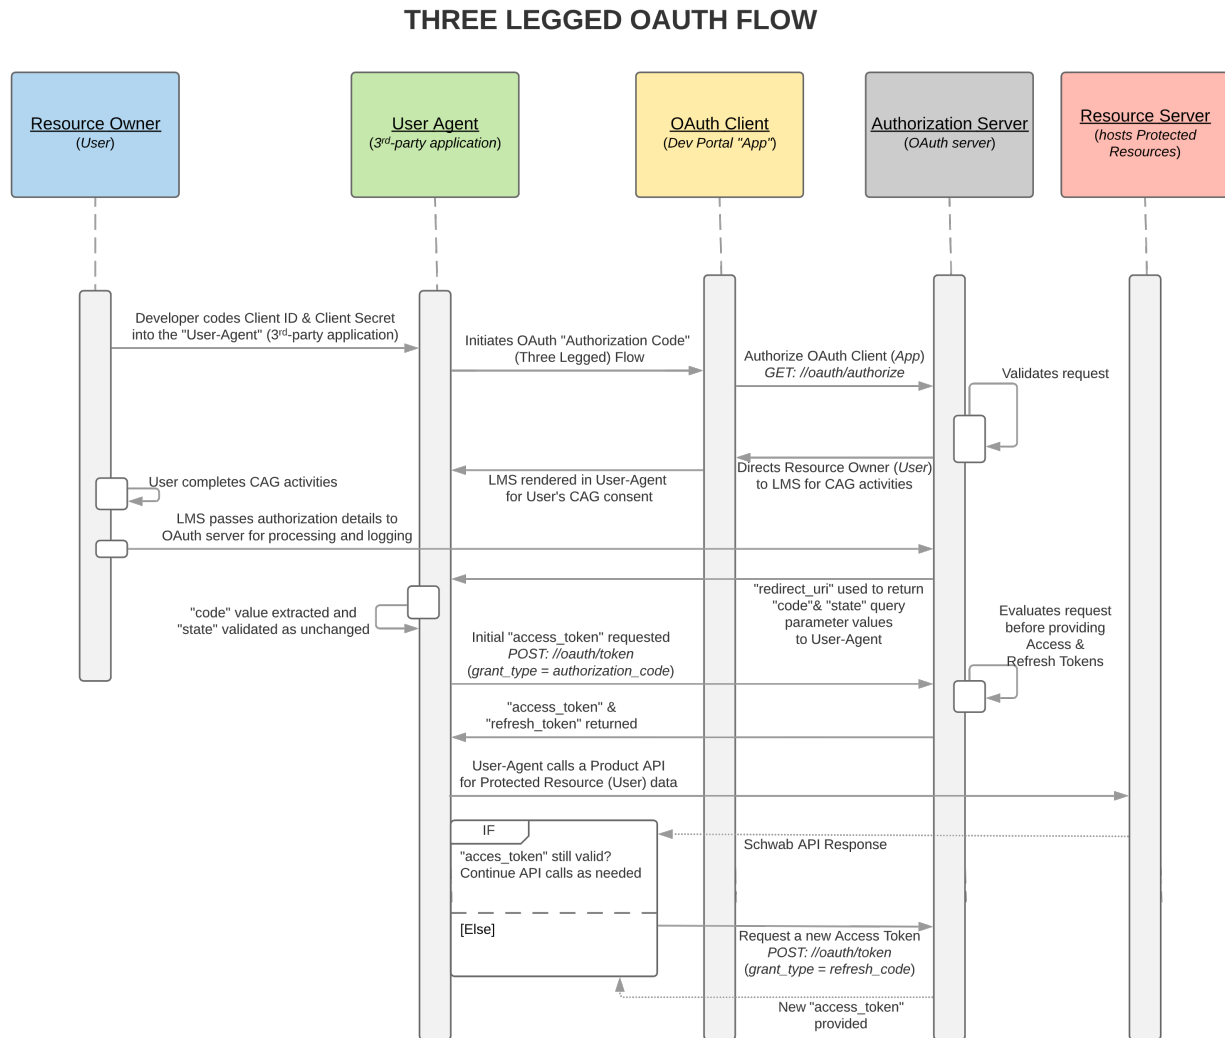 THREE LEGGED OAUTH FLOW
Resource Owner
(User)
User Agent
(3rd-party application)
OAuth Client
(Dev Portal "App")
Authorization Server
(OAuth server)
Resource Server
(hosts Protected
Resources)
Developer codes Client ID & Client Secret
into the "User-Agent" (3rd-party application)
Initiates OAuth "Authorization Code"
(Three Legged) Flow
Authorize OAuth Client (App)
GET: //oauth/authorize
Validates request
Directs Resource Owner (User)
to LMS for CAG activities
LMS rendered in User-Agent
for User's CAG consent
User completes CAG activities
LMS passes authorization details to
OAuth server for processing and logging
"redirect_uri" used to return
"code"& "state" query
parameter values
to User-Agent
"code" value extracted and
"state" validated as unchanged
Initial "access_token" requested
POST: //oauth/token
(grant_type = authorization_code)
Evaluates request
before providing
Access &
Refresh Tokens
"access_token" &
"refresh_token" returned
User-Agent calls a Product API
for Protected Resource (User) data
IF
"acces_token" still valid?
Continue API calls as needed
Schwab API Response
[Else]
Request a new Access Token
POST: //oauth/token
(grant_type = refresh_code)
New "access_token"
provided